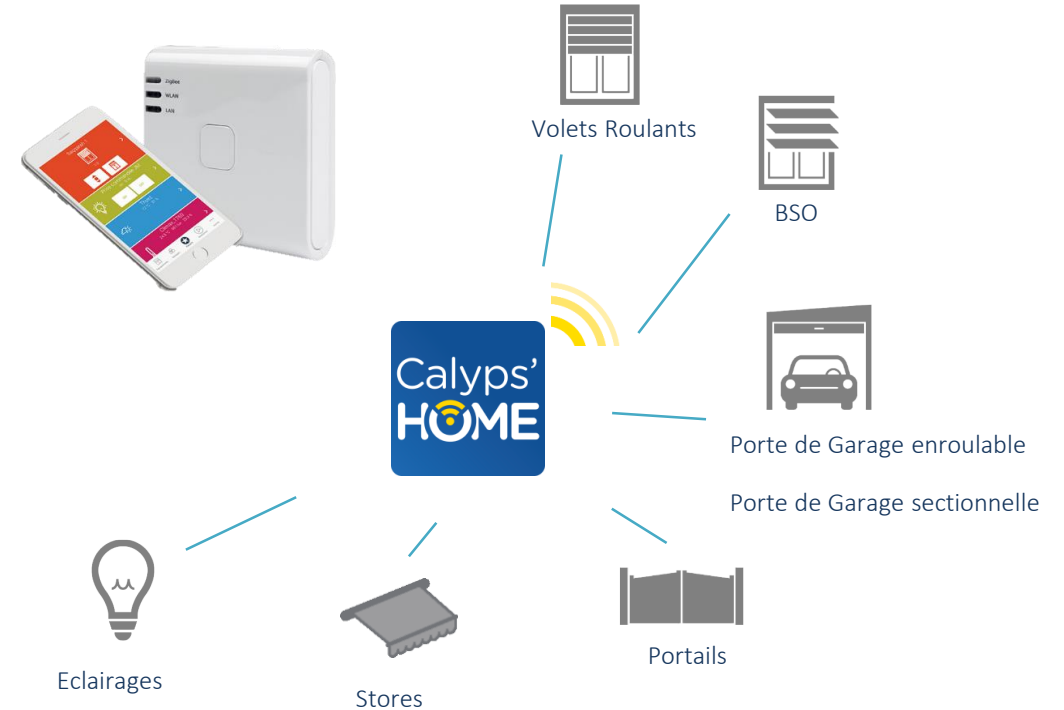 ZigBee
WLAN
LAN
Volets Roulants
BSO
Calyps'
HOME
Porte de Garage enroulable
Porte de Garage sectionnelle
Portails
Stores
Eclairages